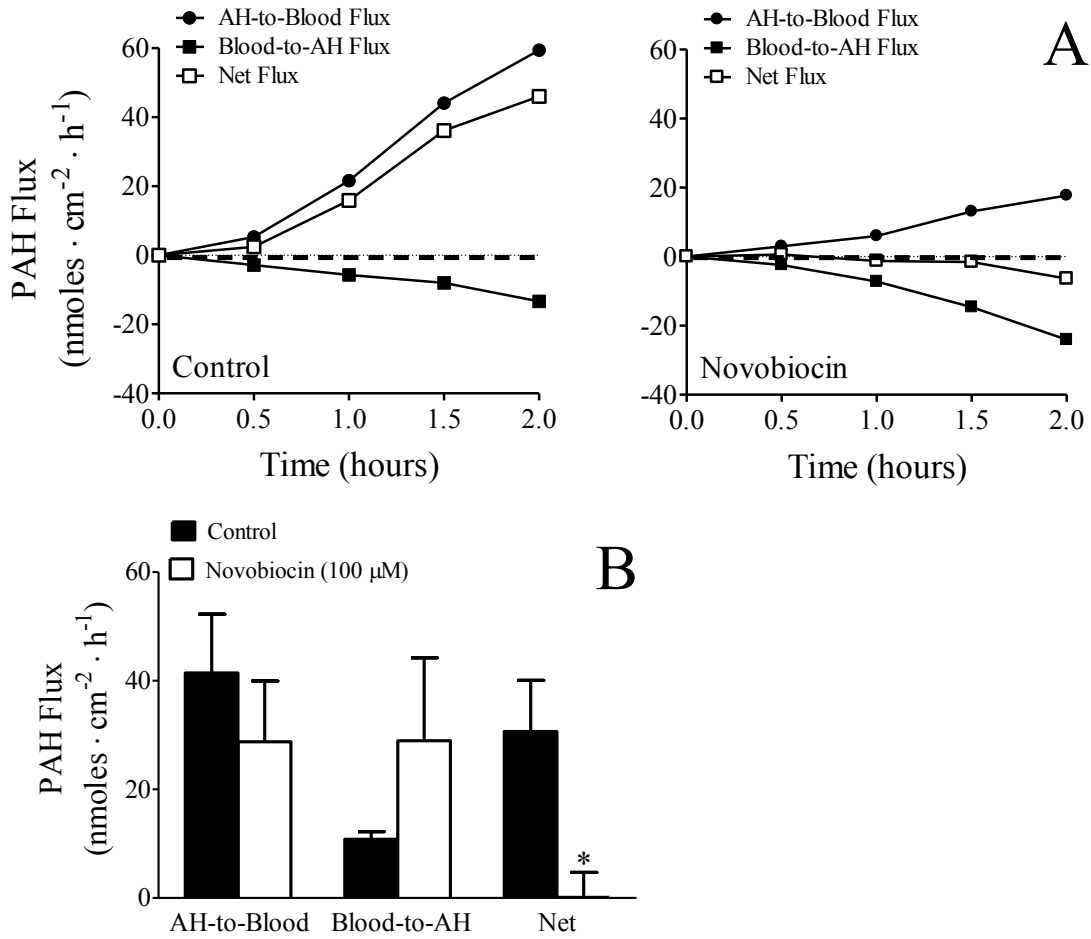 AH-to-Blood Flux
Blood-to-AH Flux
Net Flux
60
40
20
0
-20
-40
PAH Flux
(nmoles · cm⁻² · h⁻¹)
Control
0.0 0.5 1.0 1.5 2.0
Time (hours)
AH-to-Blood Flux
Blood-to-AH Flux
Net Flux
A
60
40
20
0
-20
-40
Novobiocin
0.0 0.5 1.0 1.5 2.0
Time (hours)
Control
Novobiocin (100 μM)
B
60
40
20
0
PAH Flux
(nmoles · cm⁻² · h⁻¹)
*
AH-to-Blood Blood-to-AH Net